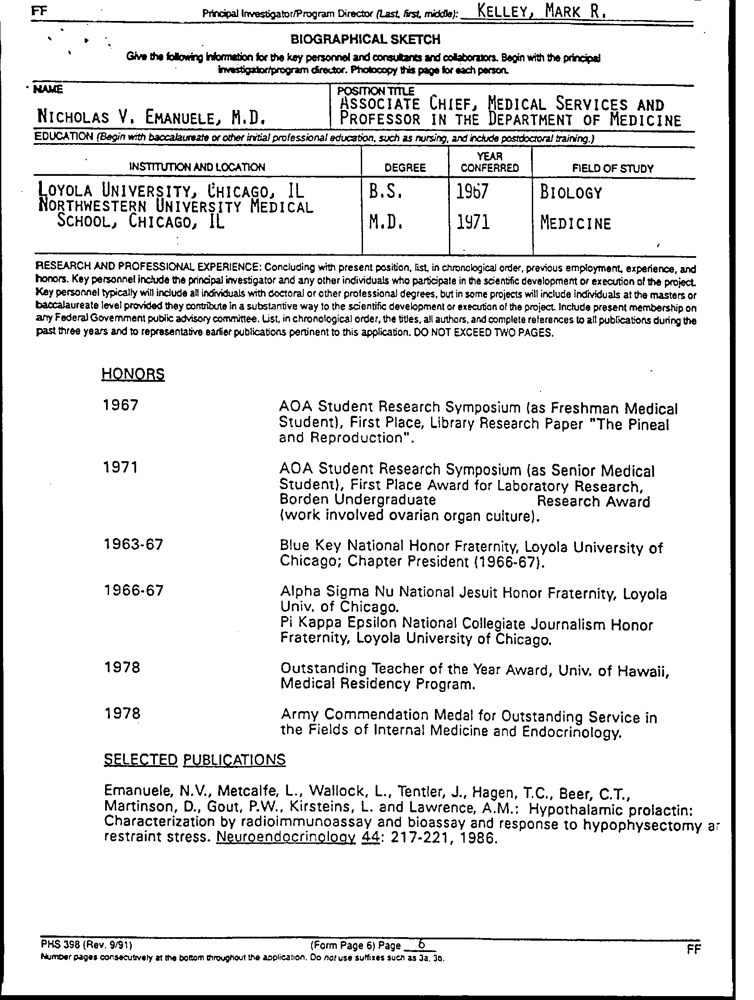 FF
Principal Investigator/Program Director (Last, first, middle): KELLEY, MARK R.
BIOGRAPHICAL SKETCH
Give the following information for the key personnel and consultants and collaborators. Begin with the principal
investigator/program director. Photocopy this page for each person.
NAME
POSITION TITLE
NICHOLAS V. EMANUELE, M.D.
ASSOCIATE CHIEF, MEDICAL SERVICES AND
PROFESSOR IN THE DEPARTMENT OF MEDICINE
EDUCATION (Begin with baccalaureate or other initial professional education, such as nursing, and include postdoctoral training.)
INSTITUTION AND LOCATION DEGREE YEAR CONFERRED FIELD OF STUDY
LOYOLA UNIVERSITY, CHICAGO, IL B.S. 1967 BIOLOGY
NORTHWESTERN UNIVERSITY MEDICAL
SCHOOL, CHICAGO, IL M.D. 1971 MEDICINE
RESEARCH AND PROFESSIONAL EXPERIENCE: Concluding with present position, list, in chronological order, previous employment, experience, and
honors. Key personnel include the principal investigator and any other individuals who participate in the scientific development or execution of the project.
Key personnel typically will include all individuals with doctoral or other professional degrees, but in some projects will include individuals at the masters or
baccalaureate level provided they contribute in a substantive way to the scientific development or execution of the project. Include present membership on
any Federal Government public advisory committee. List, in chronological order, the titles, all authors, and complete references to all publications during the
past three years and to representative earlier publications pertinent to this application. DO NOT EXCEED TWO PAGES.
HONORS
1967 AOA Student Research Symposium (as Freshman Medical
Student), First Place, Library Research Paper "The Pineal
and Reproduction".
1971 AOA Student Research Symposium (as Senior Medical
Student), First Place Award for Laboratory Research,
Borden Undergraduate Research Award
(work involved ovarian organ culture).
1963-67 Blue Key National Honor Fraternity, Loyola University of
Chicago; Chapter President (1966-67).
1966-67 Alpha Sigma Nu National Jesuit Honor Fraternity, Loyola
Univ. of Chicago.
Pi Kappa Epsilon National Collegiate Journalism Honor
Fraternity, Loyola University of Chicago.
1978 Outstanding Teacher of the Year Award, Univ. of Hawaii,
Medical Residency Program.
1978 Army Commendation Medal for Outstanding Service in
the Fields of Internal Medicine and Endocrinology.
SELECTED PUBLICATIONS
Emanuele, N.V., Metcalfe, L., Wallock, L., Tentler, J., Hagen, T.C., Beer, C.T.,
Martinson, D., Gout, P.W., Kirsteins, L. and Lawrence, A.M.: Hypothalamic prolactin:
Characterization by radioimmunoassay and bioassay and response to hypophysectomy ar
restraint stress. Neuroendocrinology 44: 217-221, 1986.
PHS 398 (Rev. 9/91) (Form Page 6) Page 6 FF
Number pages consecutively at the bottom throughout the application. Do not use suffixes such as 3a, 3b.